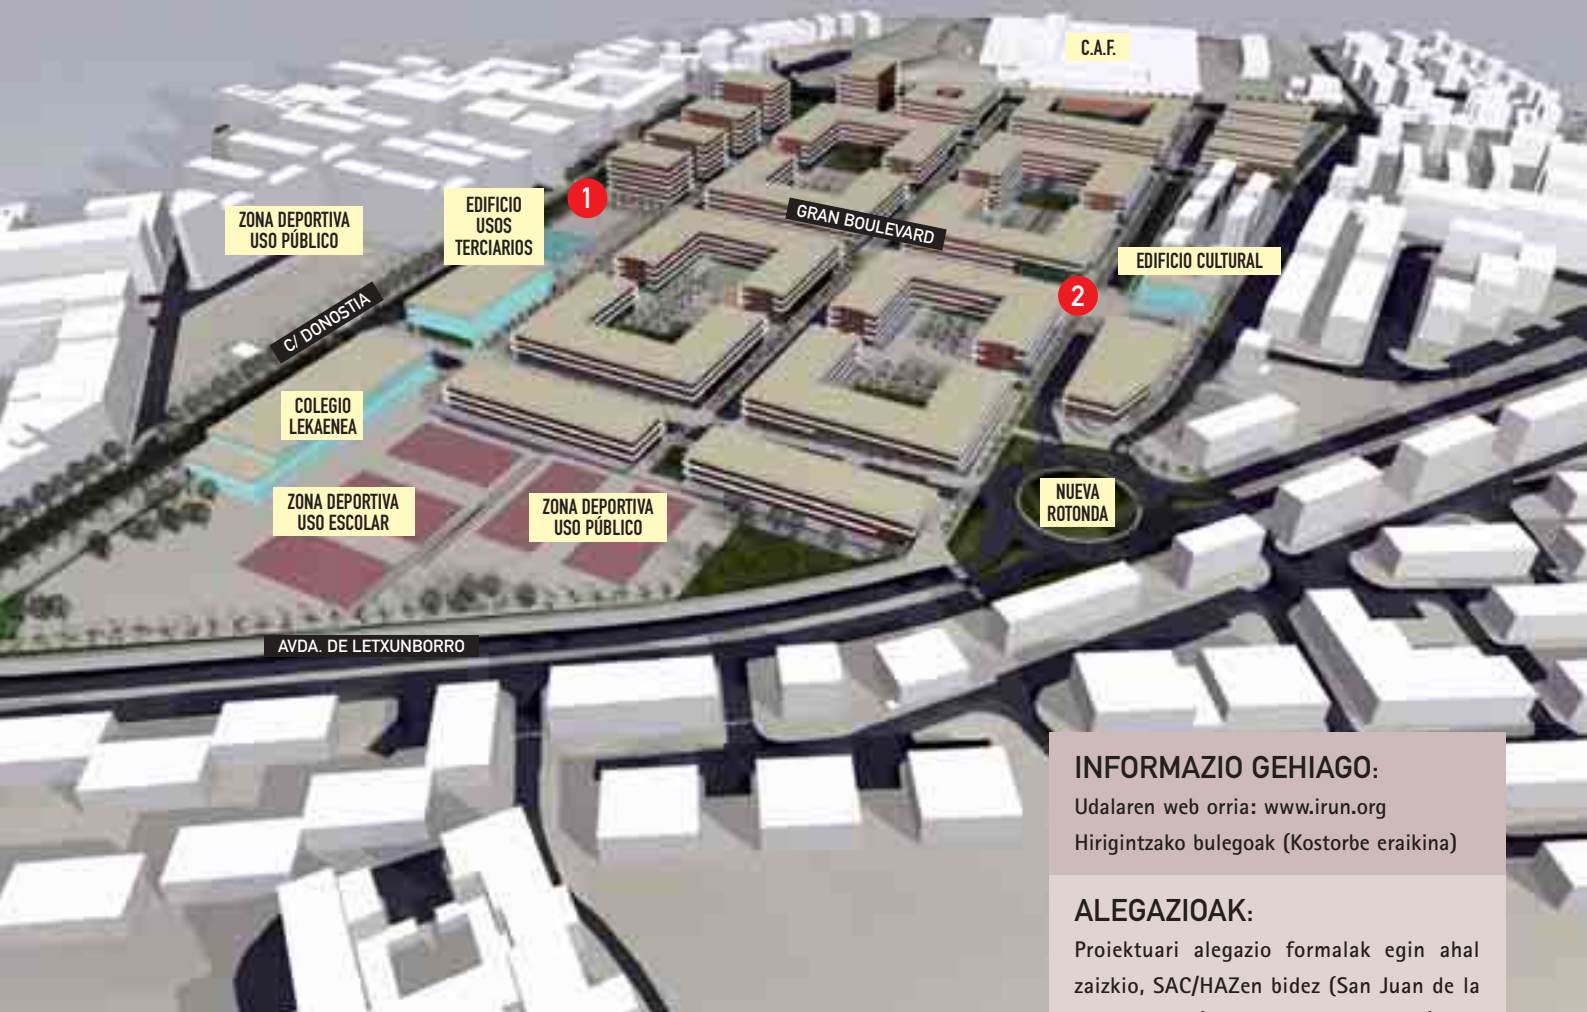 C.A.F.
1
EDIFICIO
USOS
TERCIARIOS
ZONA DEPORTIVA
USO PÚBLICO
GRAN BOULEVARD
EDIFICIO CULTURAL
2
C/ DONOSTIA
COLEGIO
LEKAENEA
ZONA DEPORTIVA
USO ESCOLAR
ZONA DEPORTIVA
USO PÚBLICO
NUEVA
ROTONDA
AVDA. DE LETXUNBORRO
INFORMAZIO GEHIAGO:
Udalaren web orria: www.irun.org
Hirigintzako bulegoak (Kostorbe eraikina)
ALEGAZIOAK:
Proiektuari alegazio formalak egin ahal
zaizkio, SAC/HAZen bidez (San Juan de la